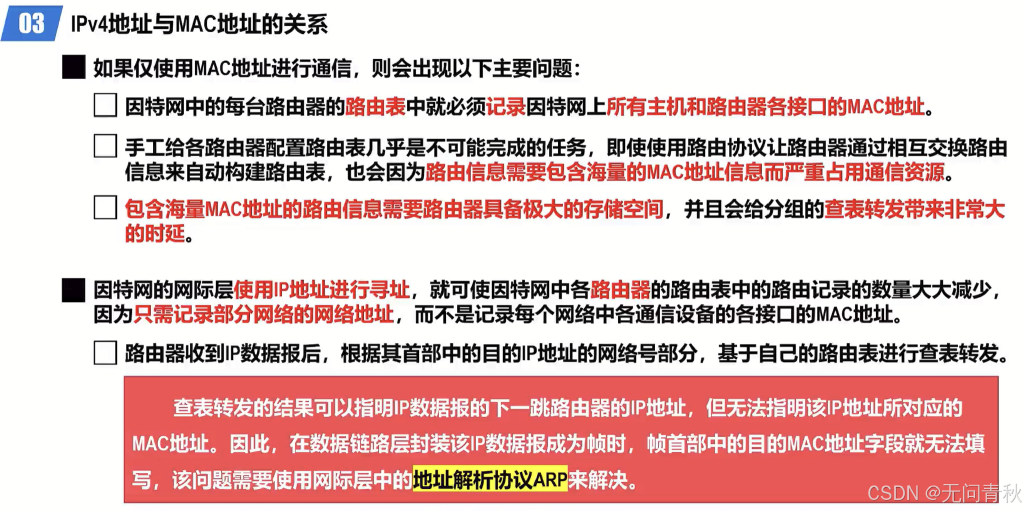 03
IPv4地址与MAC地址的关系
如果仅使用MAC地址进行通信，则会出现以下主要问题：
因特网中的每台路由器的路由表中就必须记录因特网上所有主机和路由器各接口的MAC地址。
手工给各路由器配置路由表几乎是不可能完成的任务，即使使用路由协议让路由器通过相互交换路由
信息来自动构建路由表，也会因为路由信息需要包含海量的MAC地址信息而严重占用通信资源。
包含海量MAC地址的路由信息需要路由器具备极大的存储空间，并且会给分组的查表转发带来非常大
的时延。
因特网的网际层使用IP地址进行寻址，就可使因特网中各路由器的路由表中的路由记录的数量大大减少，
因为只需记录部分网络的网络地址，而不是记录每个网络中各通信设备的各接口的MAC地址。
路由器收到IP数据报后，根据其首部中的目的IP地址的网络号部分，基于自己的路由表进行查表转发。
查表转发的结果可以指明IP数据报的下一跳路由器的IP地址，但无法指明该IP地址所对应的
MAC地址。因此，在数据链路层封装该IP数据报成为帧时，帧首部中的目的MAC地址字段就无法填
写，该问题需要使用网际层中的地址解析协议ARP来解决。
CSDN @无问青秋